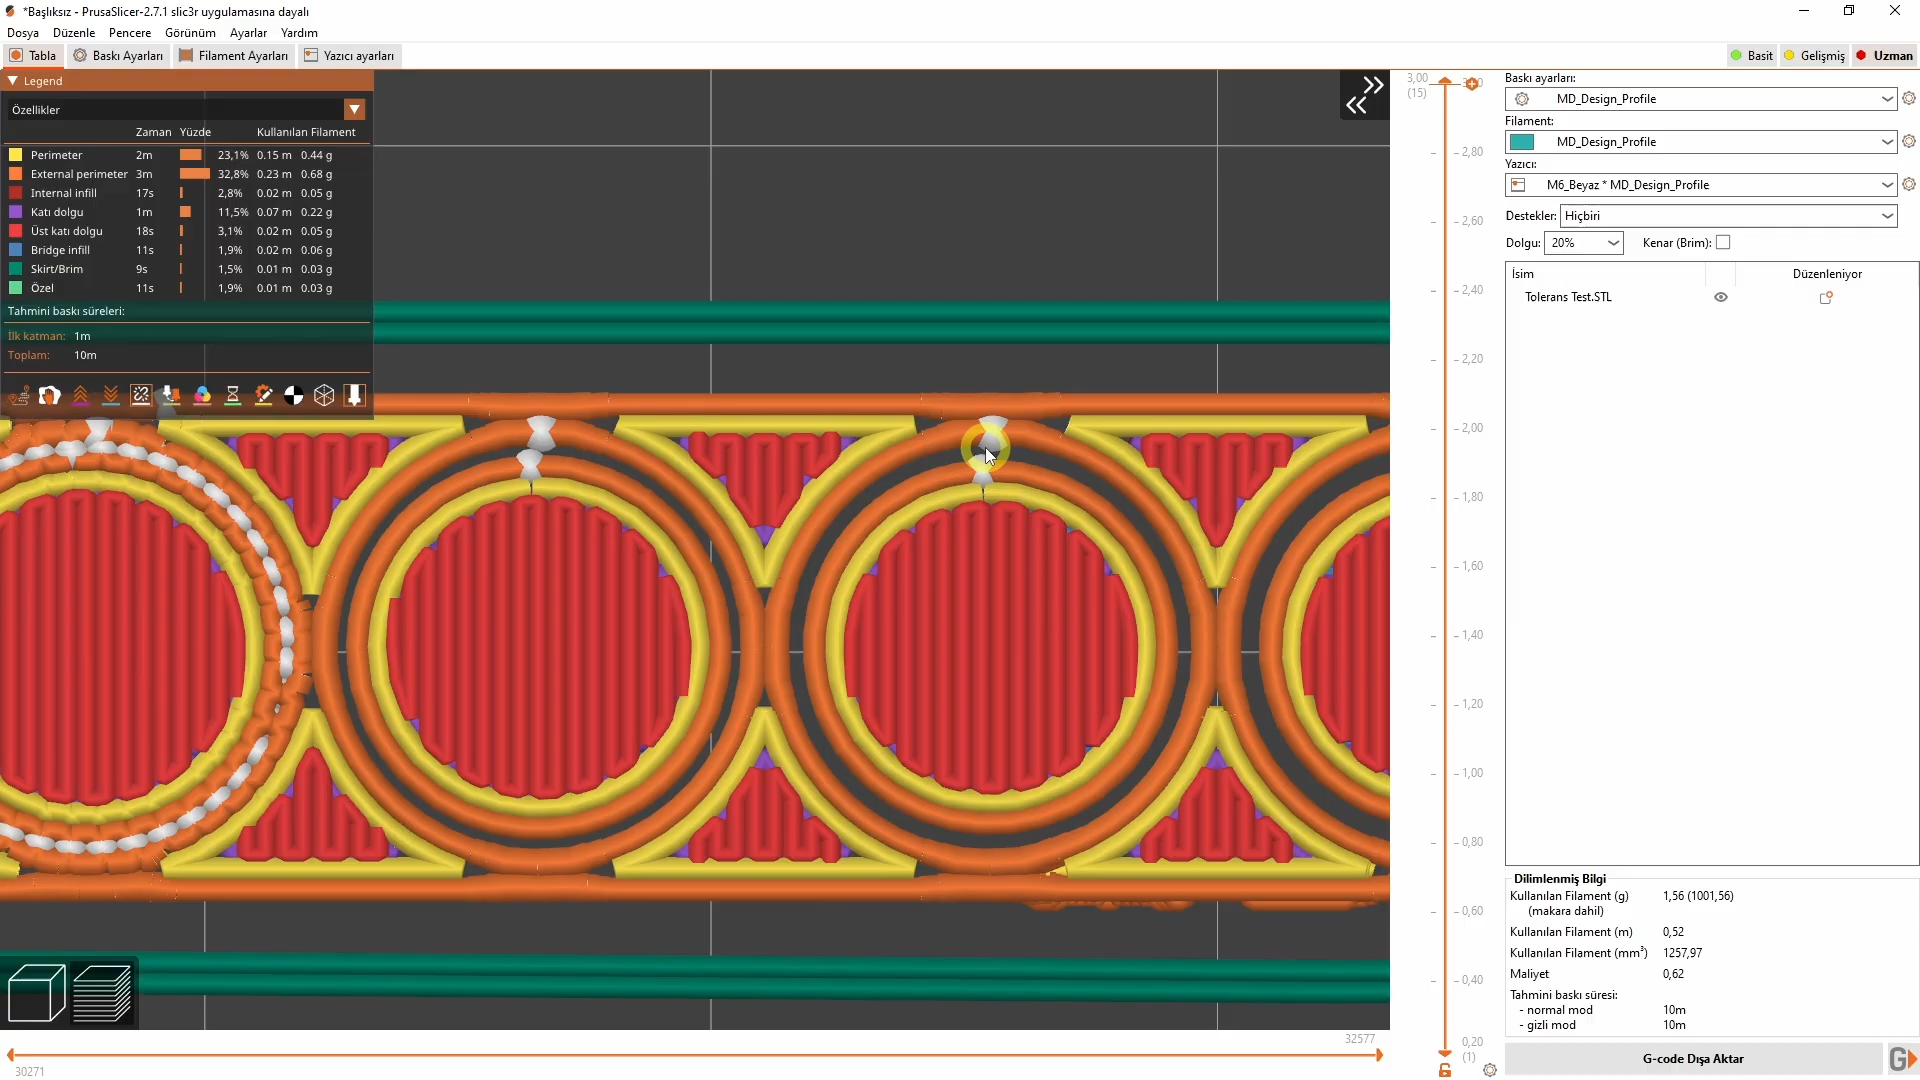 *Başlıksız - PrusaSlicer-2.7.1 slic3r uygulamasına dayalı
Dosya Düzenle Pencere Görünüm Ayarlar Yardım
Tabla Baskı Ayarları Filament Ayarları Yazıcı ayarları
Basit Gelişmiş Uzman
Legend
Özellikler
Zaman Yüzde Kullanılan Filament
Perimeter 2m 23,1% 0.15 m 0.44 g
External perimeter 3m 32,8% 0.23 m 0.68 g
Internal infill 17s 2,8% 0.02 m 0.05 g
Katı dolgu 1m 11,5% 0.07 m 0.22 g
Üst katı dolgu 18s 3,1% 0.02 m 0.05 g
Bridge infill 11s 1,9% 0.02 m 0.06 g
Skirt/Brim 9s 1,5% 0.01 m 0.03 g
Özel 11s 1,9% 0.01 m 0.03 g
Tahmini baskı süreleri:
İlk katman: 1m
Toplam: 10m
3,00
(15)
2,80
2,60
2,40
2,20
2,00
1,80
1,60
1,40
1,20
1,00
0,80
0,60
0,40
0,20
(1)
32577
30271
Baskı ayarları:
MD_Design_Profile
Filament:
MD_Design_Profile
Yazıcı:
M6_Beyaz * MD_Design_Profile
Destekler: Hiçbiri
Dolgu: 20% Kenar (Brim):
İsim Düzenleniyor
Tolerans Test.STL
Dilimlenmiş Bilgi
Kullanılan Filament (g) 1,56 (1001,56)
(makara dahil)
Kullanılan Filament (m) 0,52
Kullanılan Filament (mm³) 1257,97
Maliyet 0,62
Tahmini baskı süresi:
- normal mod 10m
- gizli mod 10m
G-code Dışa Aktar
G